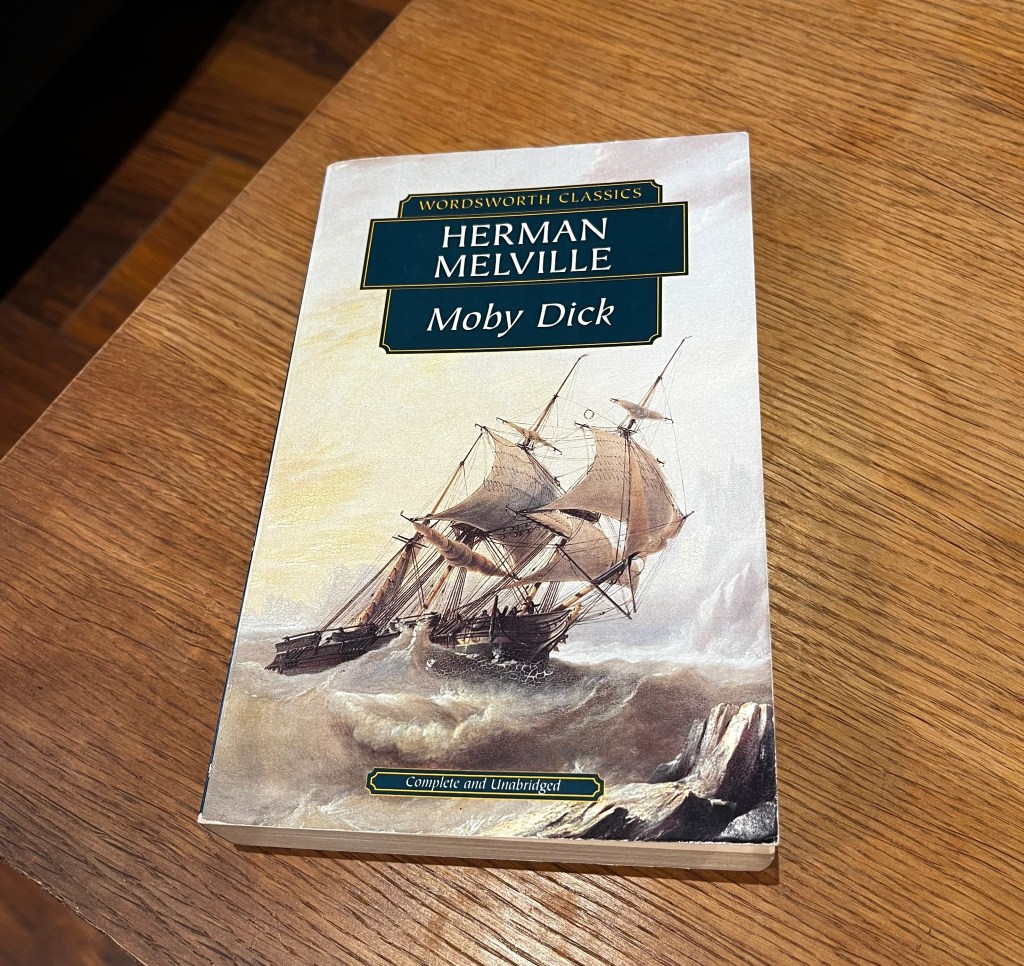 WORDSWORTH CLASSICS
HERMAN
MELVILLE
Moby Dick
Complete and Unabridged